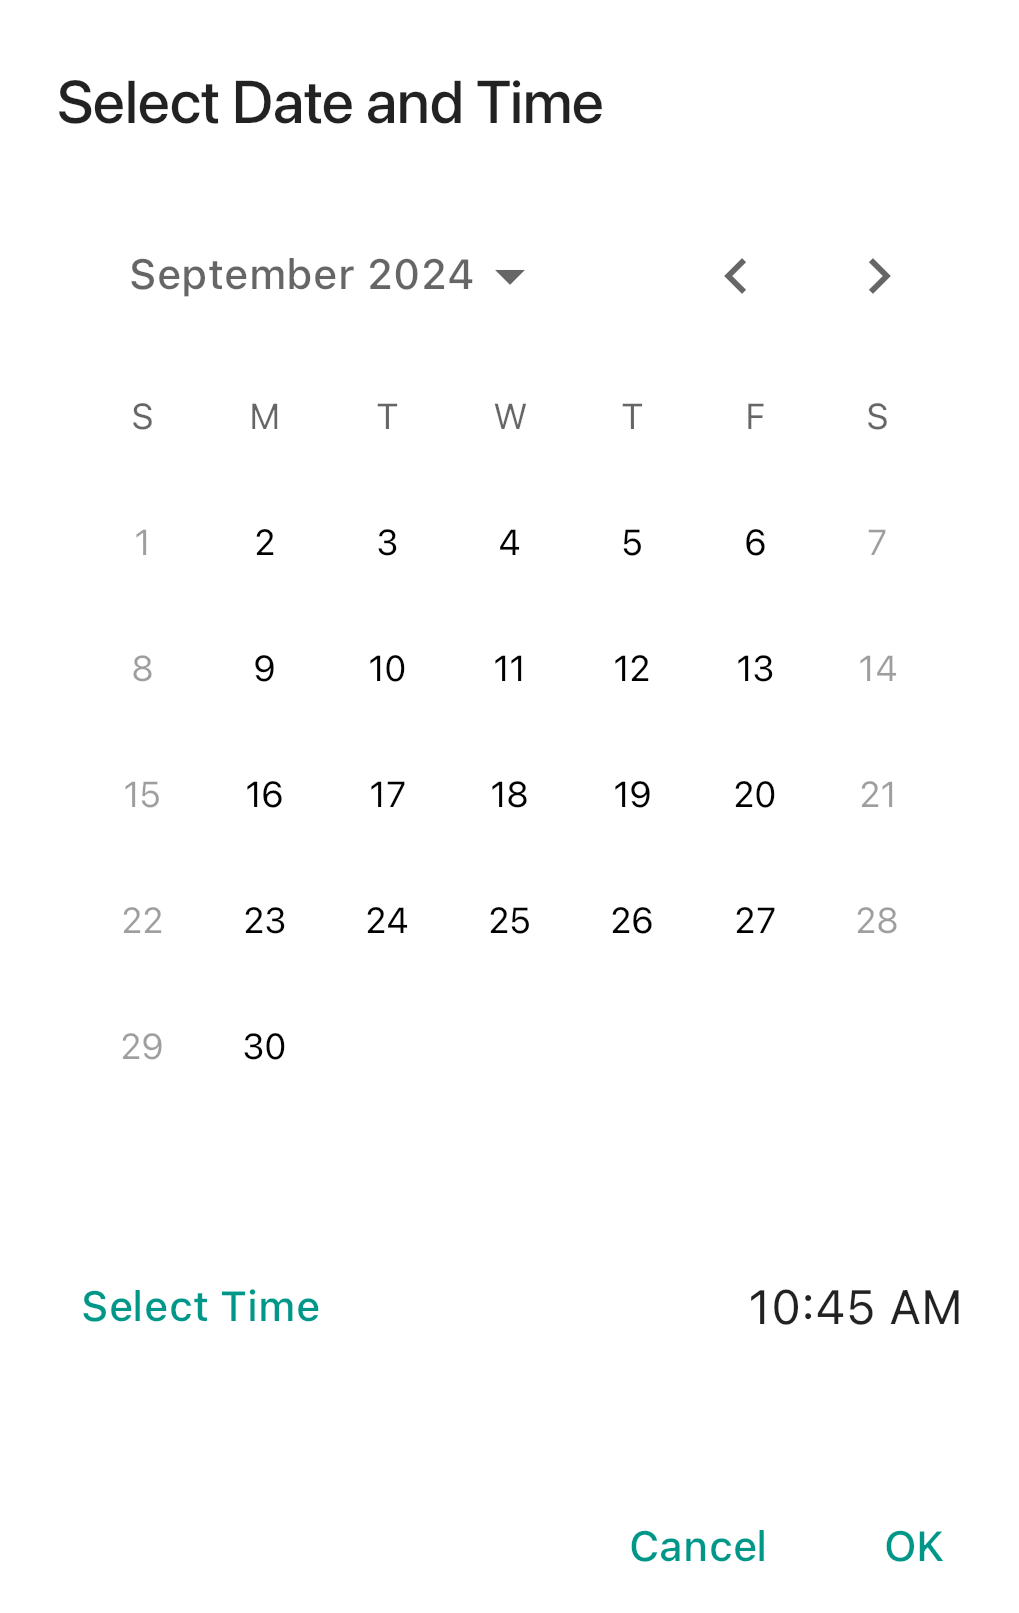 Select Date and Time
September 2024
S M T W T F S
1 2 3 4 5 6 7
8 9 10 11 12 13 14
15 16 17 18 19 20 21
22 23 24 25 26 27 28
29 30
Select Time 10:45 AM
Cancel OK